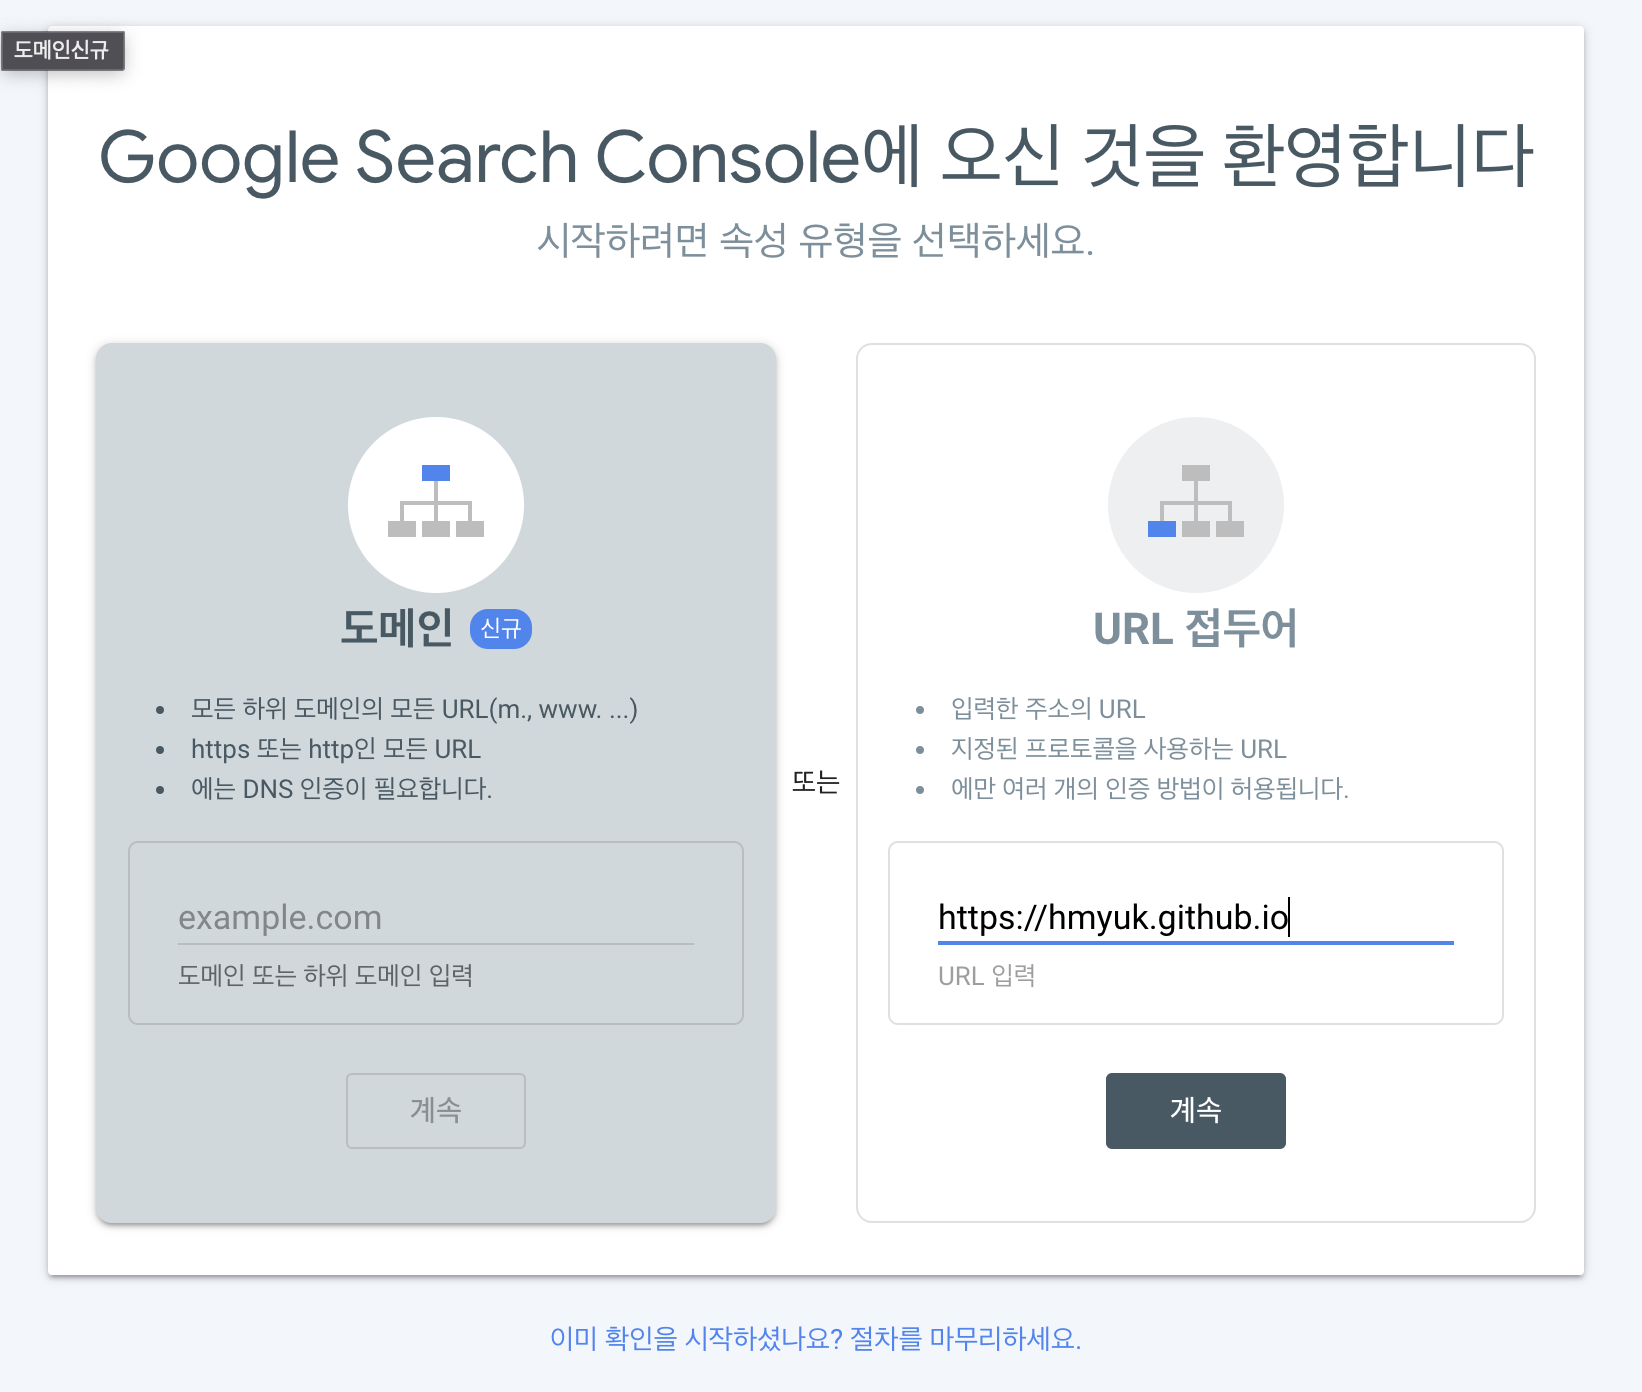 도메인신규
Google Search Console에 오신 것을 환영합니다
시작하려면 속성 유형을 선택하세요.
도메인 신규
모든 하위 도메인의 모든 URL(m., www. ...)
https 또는 http인 모든 URL
에는 DNS 인증이 필요합니다.
example.com
도메인 또는 하위 도메인 입력
계속
또는
URL 접두어
입력한 주소의 URL
지정된 프로토콜을 사용하는 URL
에만 여러 개의 인증 방법이 허용됩니다.
https://hmyuk.github.io
URL 입력
계속
이미 확인을 시작하셨나요? 절차를 마무리하세요.